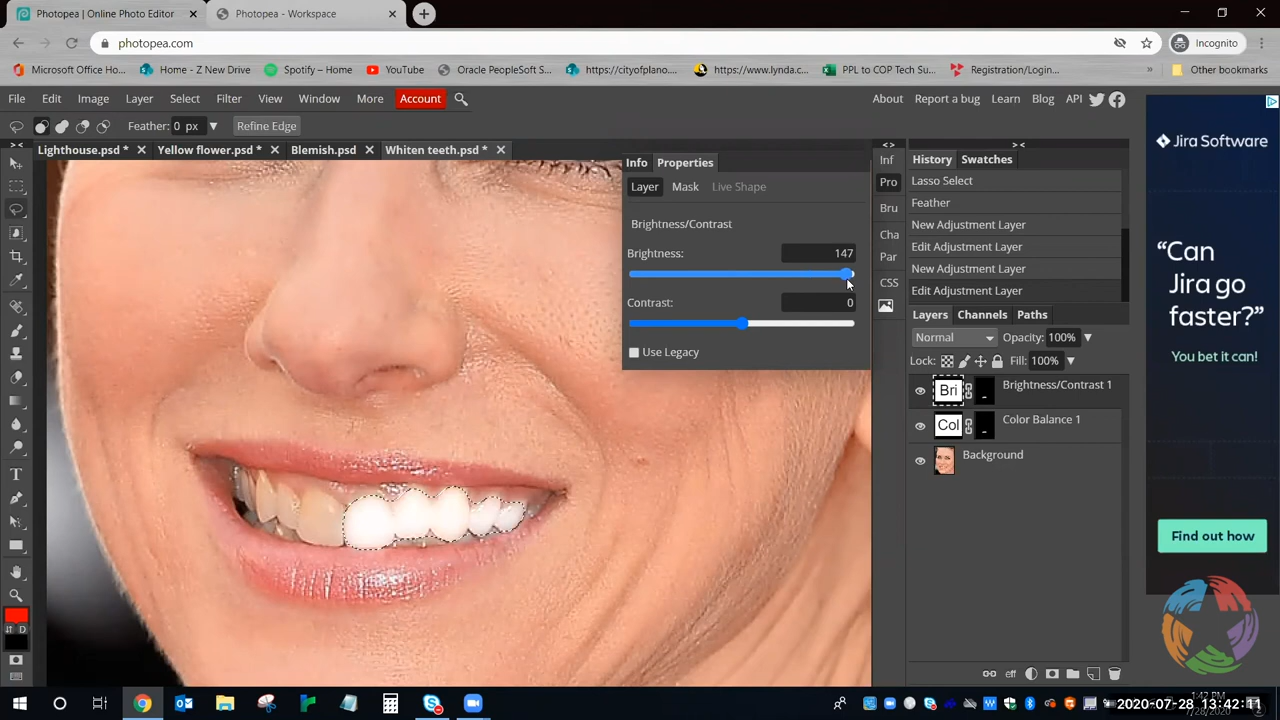 Photopea | Online Photo Editor
Photopea - Workspace
photopea.com
Incognito
Microsoft Office Ho...
Home - Z New Drive
Spotify – Home
YouTube
Oracle PeopleSoft S...
https://cityofplano....
https://www.lynda.c...
PPL to COP Tech Su...
Registration/Login...
»
Other bookmarks
File Edit Image Layer Select Filter View Window More Account
About Report a bug Learn Blog API
Feather: 0 px Refine Edge
Lighthouse.psd * Yellow flower.psd * Blemish.psd Whiten teeth.psd *
Info Properties
Layer Mask Live Shape
Brightness/Contrast
Brightness: 147
Contrast: 0
Use Legacy
Inf
Pro
Bru
Cha
Par
CSS
History Swatches
Lasso Select
Feather
New Adjustment Layer
Edit Adjustment Layer
New Adjustment Layer
Edit Adjustment Layer
Layers Channels Paths
Normal Opacity: 100%
Lock: Fill: 100%
Bri Brightness/Contrast 1
Col Color Balance 1
Background
eff
D
Jira Software
“Can
Jira go
faster?”
You bet it can!
Find out how
1:42 PM
7/28/2020
2020-07-28 13:42:11